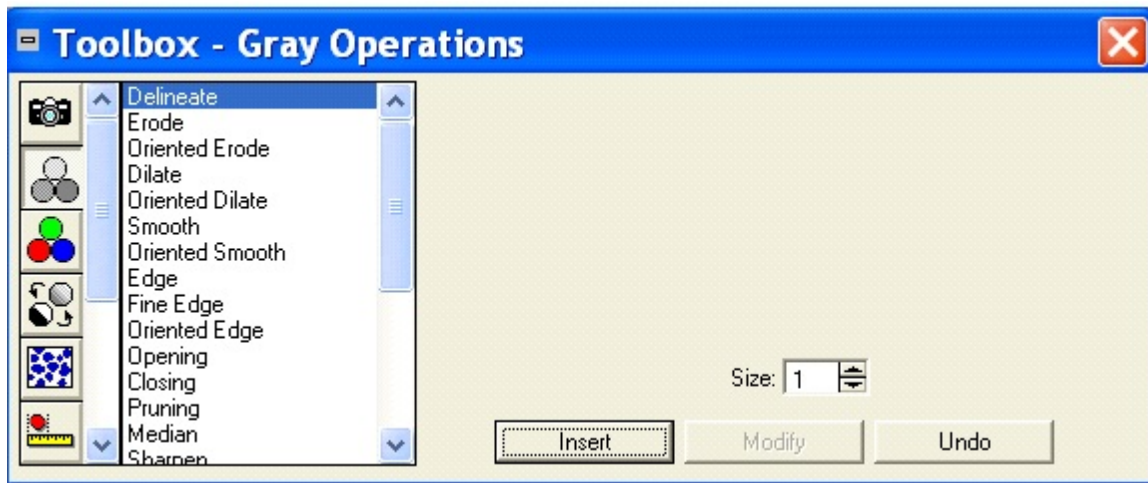 Toolbox - Gray Operations
Delineate
Erode
Oriented Erode
Dilate
Oriented Dilate
Smooth
Oriented Smooth
Edge
Fine Edge
Oriented Edge
Opening
Closing
Pruning
Median
Sharpen
Size: 1
Insert Modify Undo